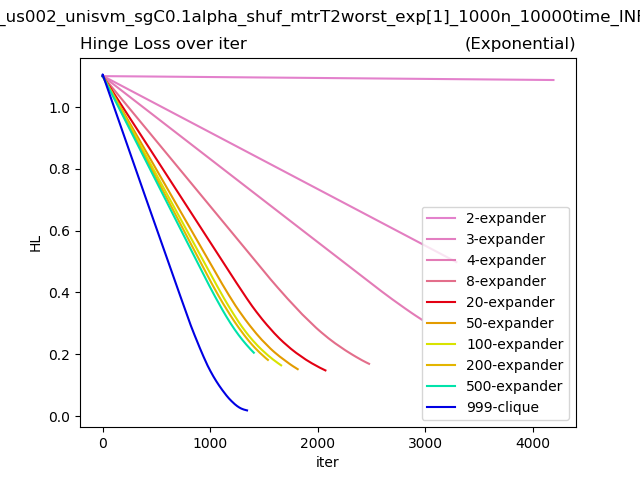 _us002_unisvm_sgC0.1alpha_shuf_mtrT2worst_exp[1]_1000n_10000time_INF
Hinge Loss over iter (Exponential)
1.0
0.8
0.6
0.4
0.2
0.0
HL
2-expander
3-expander
4-expander
8-expander
20-expander
50-expander
100-expander
200-expander
500-expander
999-clique
0 1000 2000 3000 4000
iter